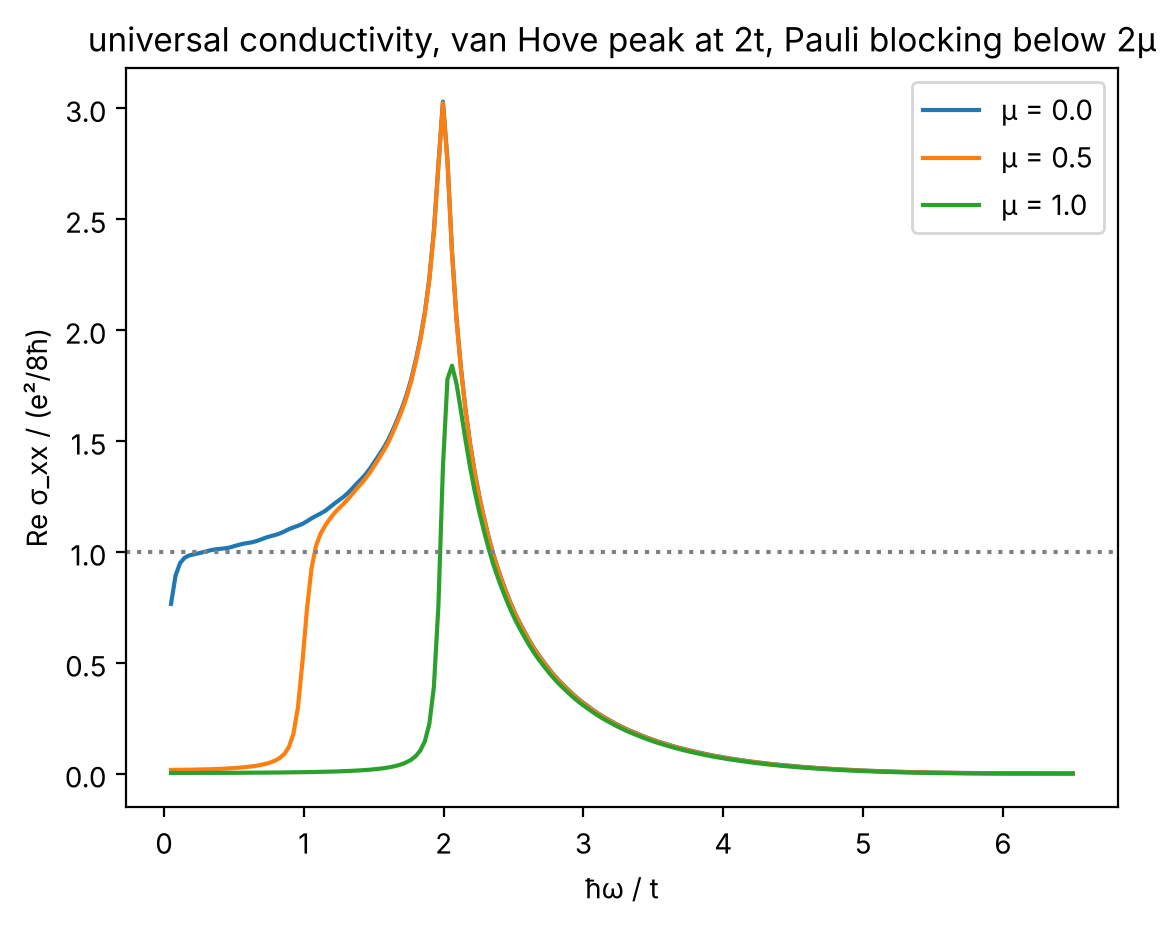 universal conductivity, van Hove peak at 2t, Pauli blocking below 2μ
μ = 0.0
μ = 0.5
μ = 1.0
Re σ_xx / (e²/8ħ)
3.0
2.5
2.0
1.5
1.0
0.5
0.0
0 1 2 3 4 5 6
ħω / t